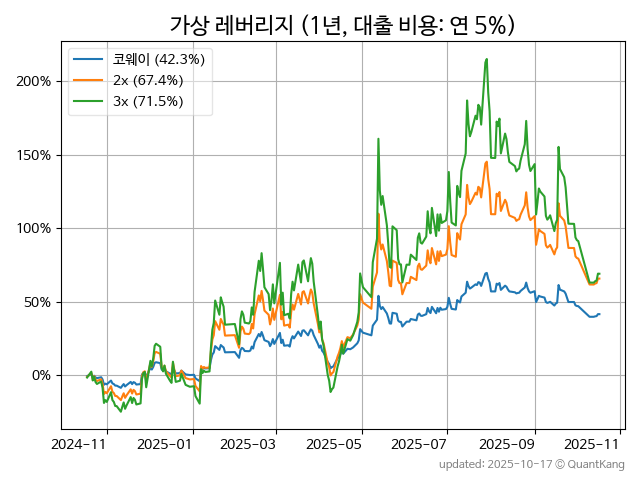 가상 레버리지 (1년, 대출 비용: 연 5%)
코웨이 (42.3%)
2x (67.4%)
3x (71.5%)
200%
150%
100%
50%
0%
2024-11 2025-01 2025-03 2025-05 2025-07 2025-09 2025-11
updated: 2025-10-17 © QuantKang